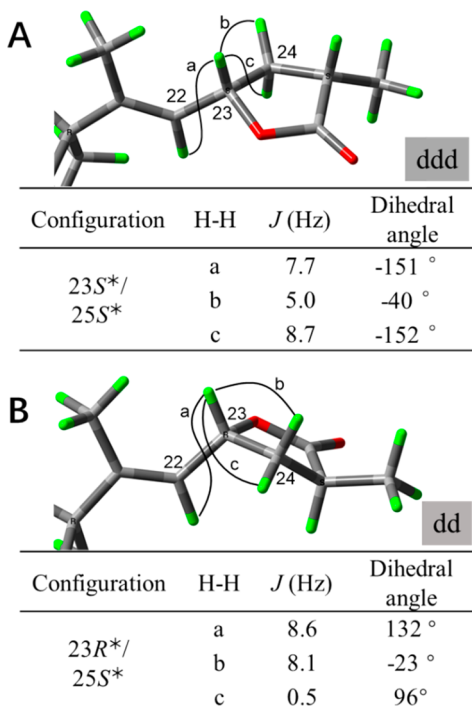 A
b
24
a
c
22
23
S
R
ddd
Configuration H-H J (Hz) Dihedral angle
23S*/ 25S*
a 7.7 -151 °
b 5.0 -40 °
c 8.7 -152 °
B
b
23
a
R
22
c
24
R
dd
Configuration H-H J (Hz) Dihedral angle
23R*/ 25S*
a 8.6 132 °
b 8.1 -23 °
c 0.5 96°